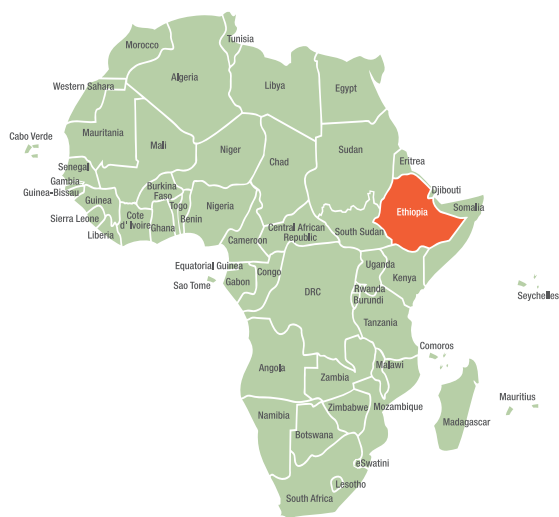 Tunisia
Morocco
Algeria
Libya
Egypt
Western Sahara
Mauritania
Cabo Verde
Mali
Niger
Chad
Sudan
Eritrea
Senegal
Gambia
Guinea-Bissau
Guinea
Burkina
Faso
Togo
Benin
Nigeria
Djibouti
Somalia
Ethiopia
Sierra Leone
Liberia
Cote
d' Ivoire
Ghana
Cameroon
Central African
Republic
South Sudan
Equatorial Guinea
Sao Tome
Gabon
Congo
DRC
Uganda
Kenya
Rwanda
Burundi
Tanzania
Seychelles
Comoros
Angola
Zambia
Malawi
Mozambique
Zimbabwe
Namibia
Botswana
Madagascar
Mauritius
eSwatini
Lesotho
South Africa